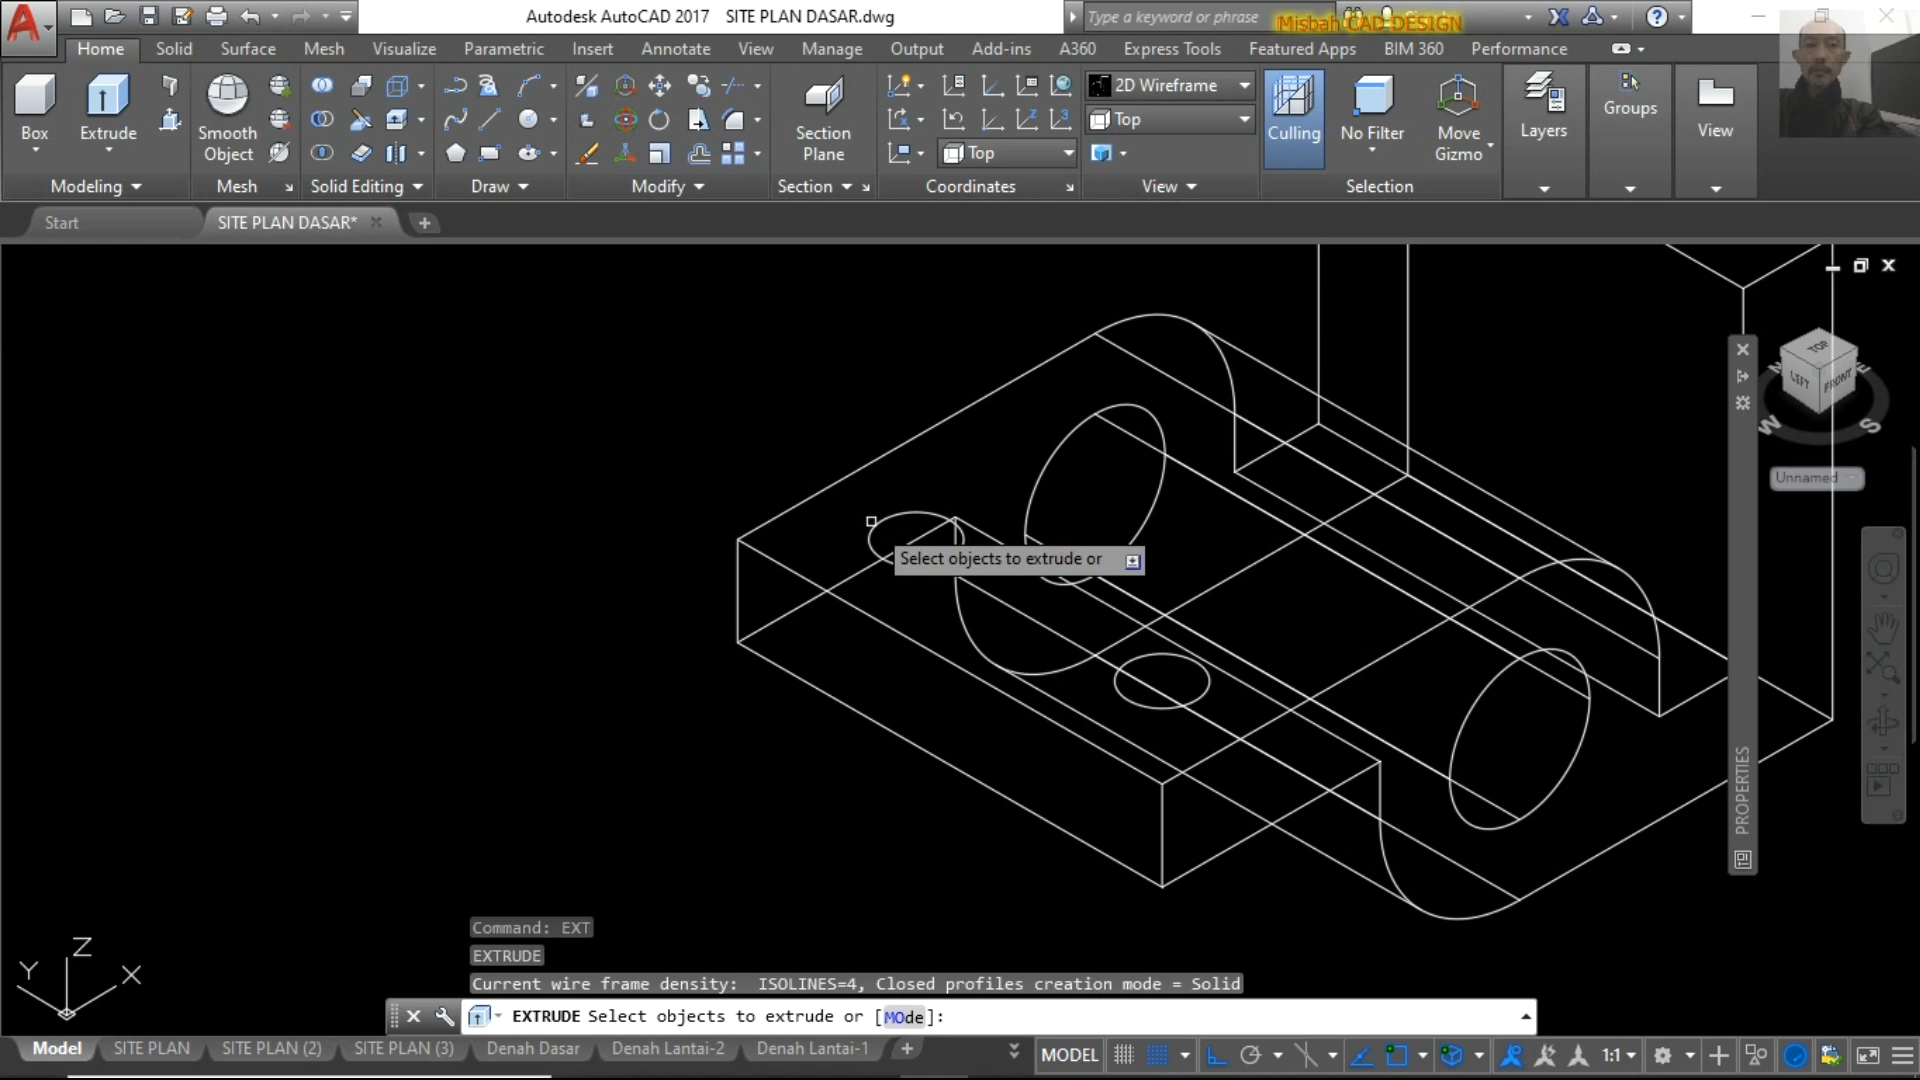 Autodesk AutoCAD 2017 SITE PLAN DASAR.dwg
Type a keyword or phrase
Misbah CAD DESIGN
Home Solid Surface Mesh Visualize Parametric Insert Annotate View Manage Output Add-ins A360 Express Tools Featured Apps BIM 360 Performance
Box
Extrude
Smooth
Object
Section
Plane
2D Wireframe
Top
Top
Culling
No Filter
Move
Gizmo
Layers
Groups
View
Modeling Mesh Solid Editing Draw Modify Section Coordinates View Selection
Start SITE PLAN DASAR*
TOP
LEFT FRONT
W S
Unnamed
Select objects to extrude or
PROPERTIES
Z
Y X
Command: EXT
EXTRUDE
Current wire frame density: ISOLINES=4, Closed profiles creation mode = Solid
EXTRUDE Select objects to extrude or [MOde]:
Model SITE PLAN SITE PLAN (2) SITE PLAN (3) Denah Dasar Denah Lantai-2 Denah Lantai-1 MODEL 1:1